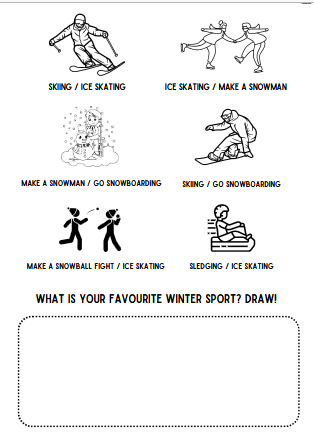 SKIING / ICE SKATING
ICE SKATING / MAKE A SNOWMAN
MAKE A SNOWMAN / GO SNOWBOARDING
SKIING / GO SNOWBOARDING
MAKE A SNOWBALL FIGHT / ICE SKATING
SLEDGING / ICE SKATING
WHAT IS YOUR FAVOURITE WINTER SPORT? DRAW!